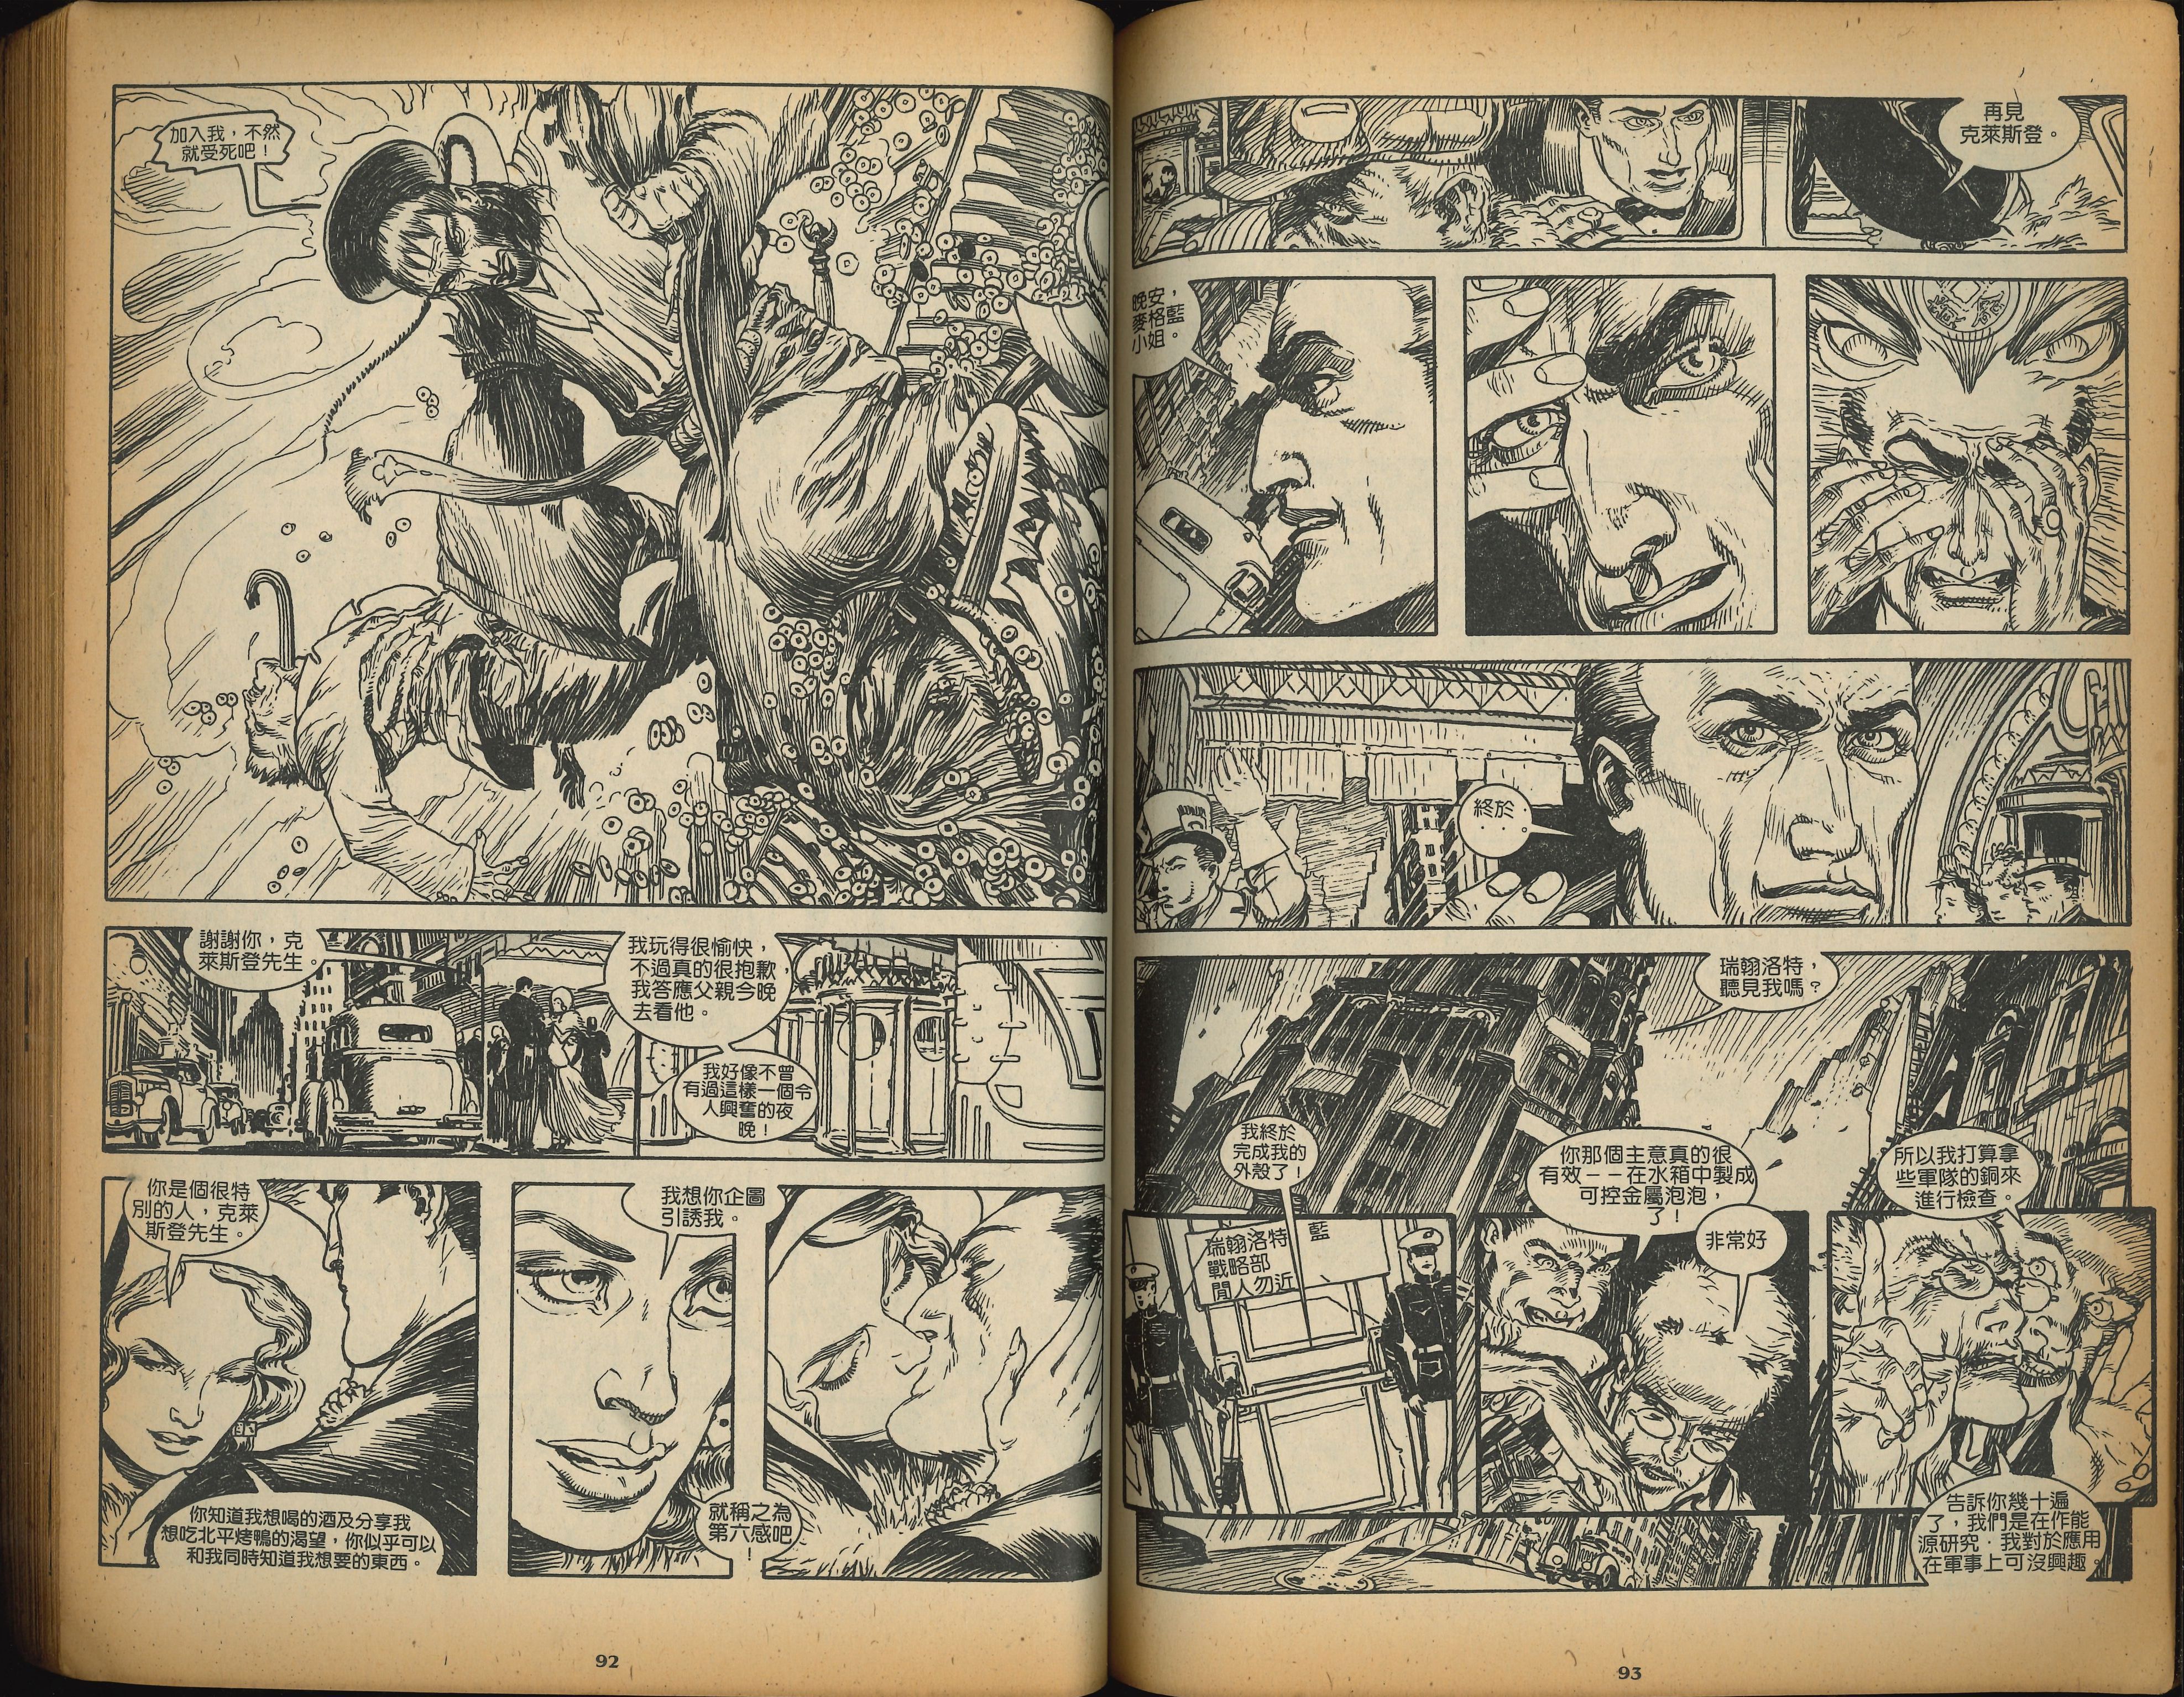 加入我，不然
就受死吧！
謝謝你，克
萊斯登先生。
我玩得很愉快，
不過真的很抱歉，
我答應父親今晚
去看他。
我好像不曾
有過這樣一個令
人興奮的夜
晚！
你是個很特
別的人，克萊
斯登先生。
你知道我想喝的酒及分享我
想吃北平烤鴨的渴望，你似乎可以
和我同時知道我想要的東西。
我想你企圖
引誘我。
就稱之為
第六感吧
！
92
再見
克萊斯登。
晚安，
麥格藍
小姐。
終於
...。
瑞翰洛特，
聽見我嗎？
我終於
完成我的
外殼了！
瑞翰洛特
戰略部
閒人勿近
藍
你那個主意真的很
有效－－在水箱中製成
可控金屬泡泡，
了！
非常好
所以我打算拿
些軍隊的銅來
進行檢查。
告訴你幾十遍
了，我們是在作能
源研究．我對於應用
在軍事上可沒興趣。
93